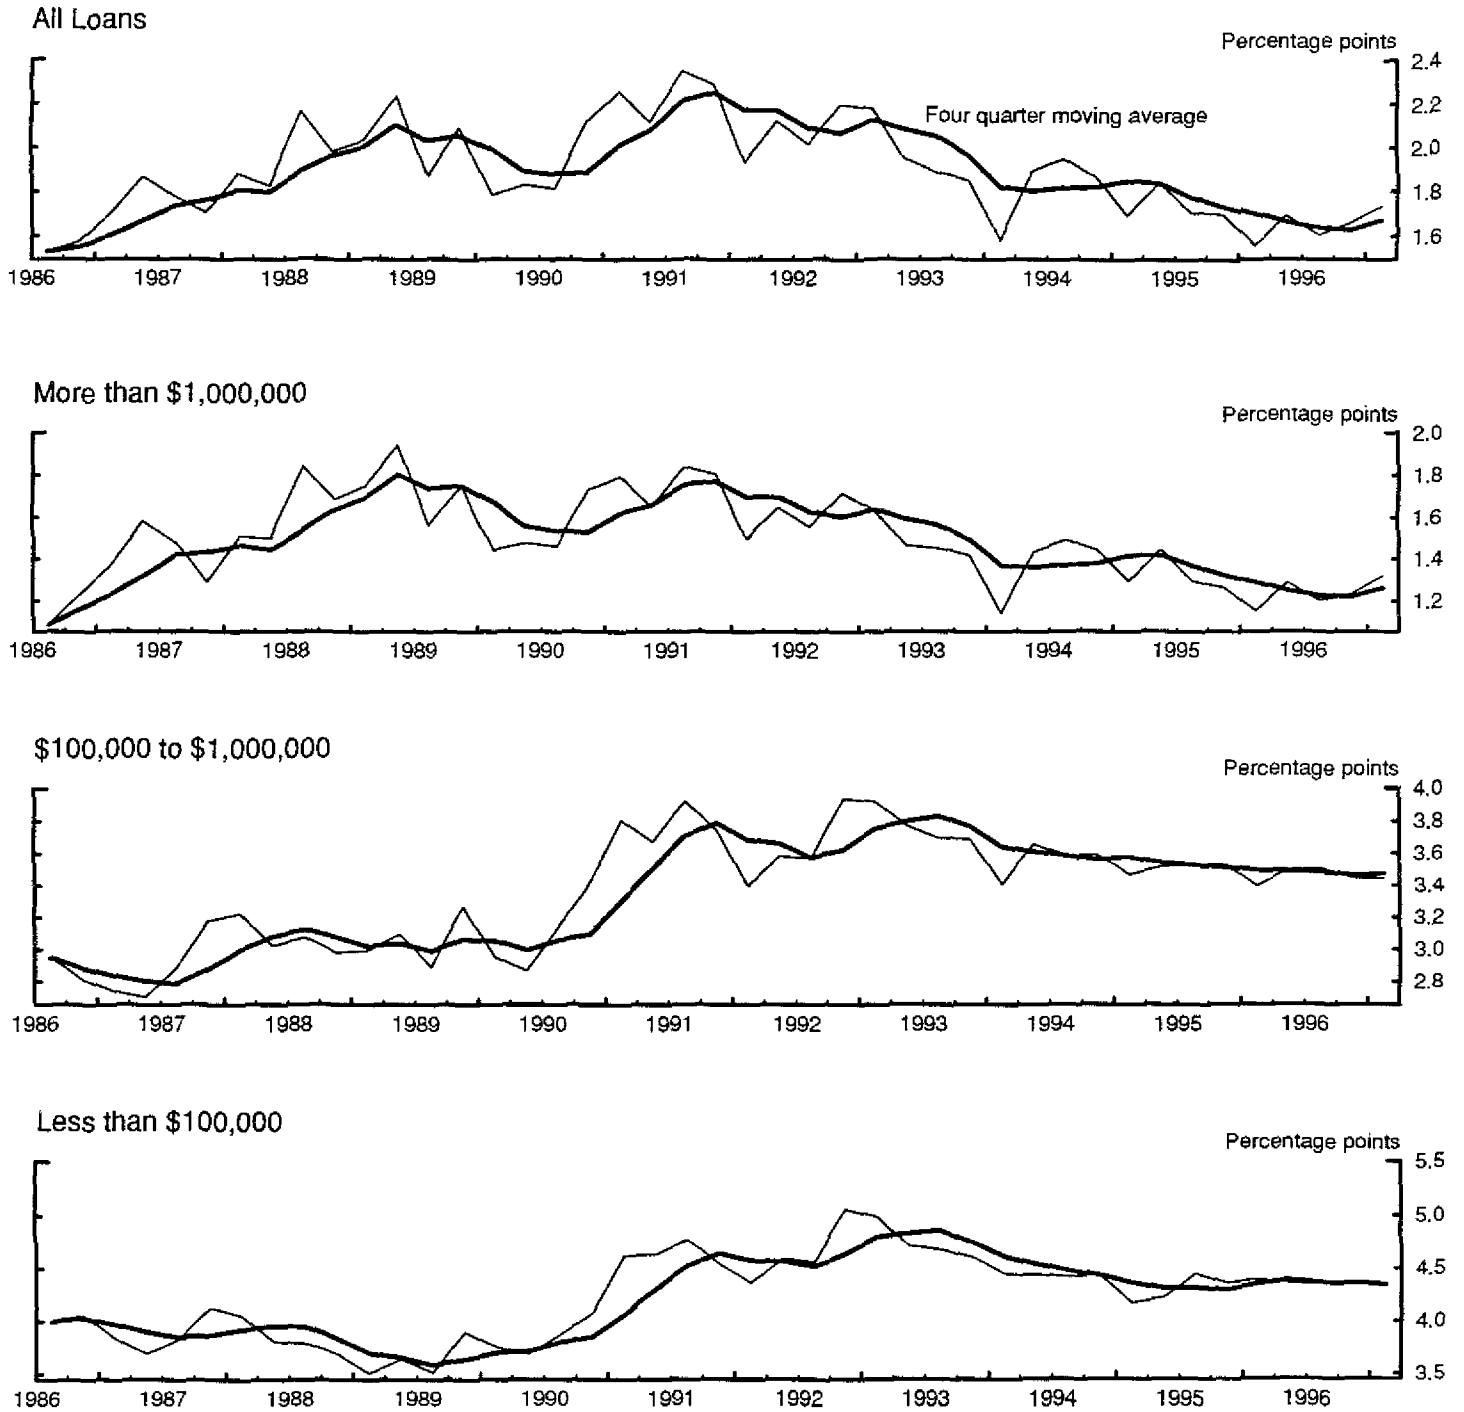 All Loans
Percentage points
2.4
2.2
Four quarter moving average
2.0
1.8
1.6
1986 1987 1988 1989 1990 1991 1992 1993 1994 1995 1996
More than $1,000,000
Percentage points
2.0
1.8
1.6
1.4
1.2
1986 1987 1988 1989 1990 1991 1992 1993 1994 1995 1996
$100,000 to $1,000,000
Percentage points
4.0
3.8
3.6
3.4
3.2
3.0
2.8
1986 1987 1988 1989 1990 1991 1992 1993 1994 1995 1996
Less than $100,000
Percentage points
5.5
5.0
4.5
4.0
3.5
1986 1987 1988 1989 1990 1991 1992 1993 1994 1995 1996